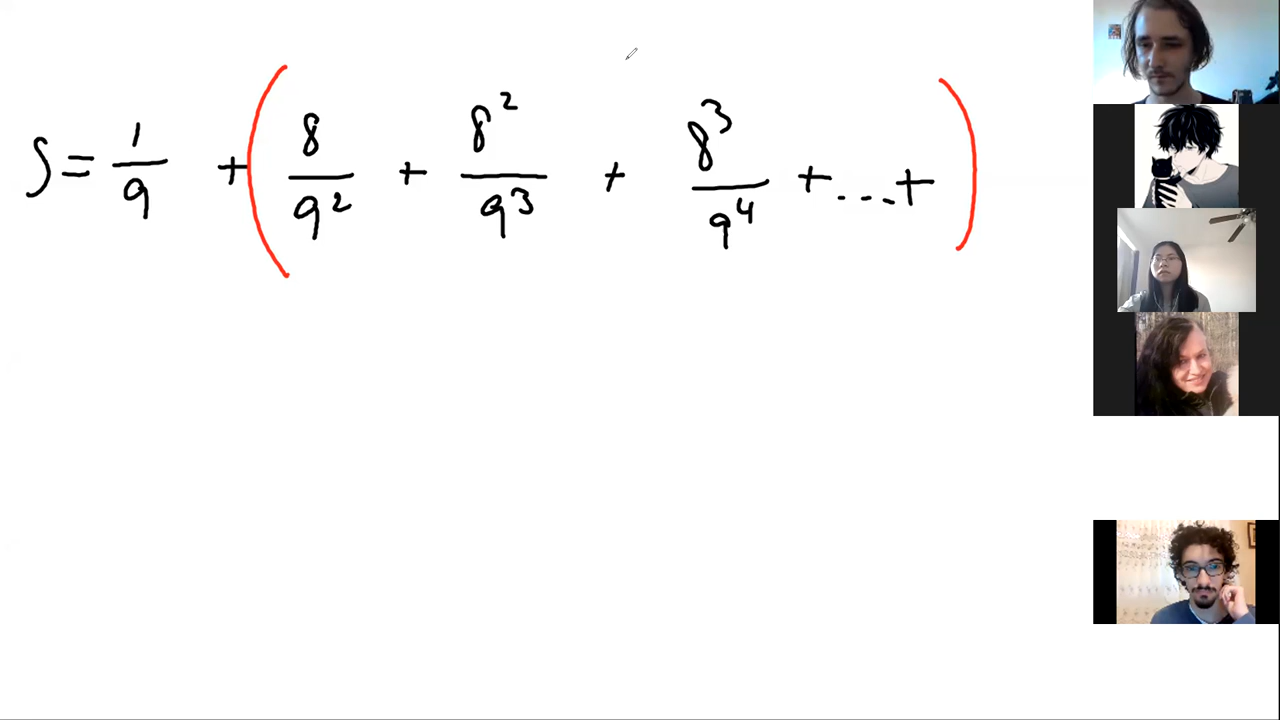 S = 1/9 + ( 8/9² + 8²/9³ + 8³/9⁴ + ... + )